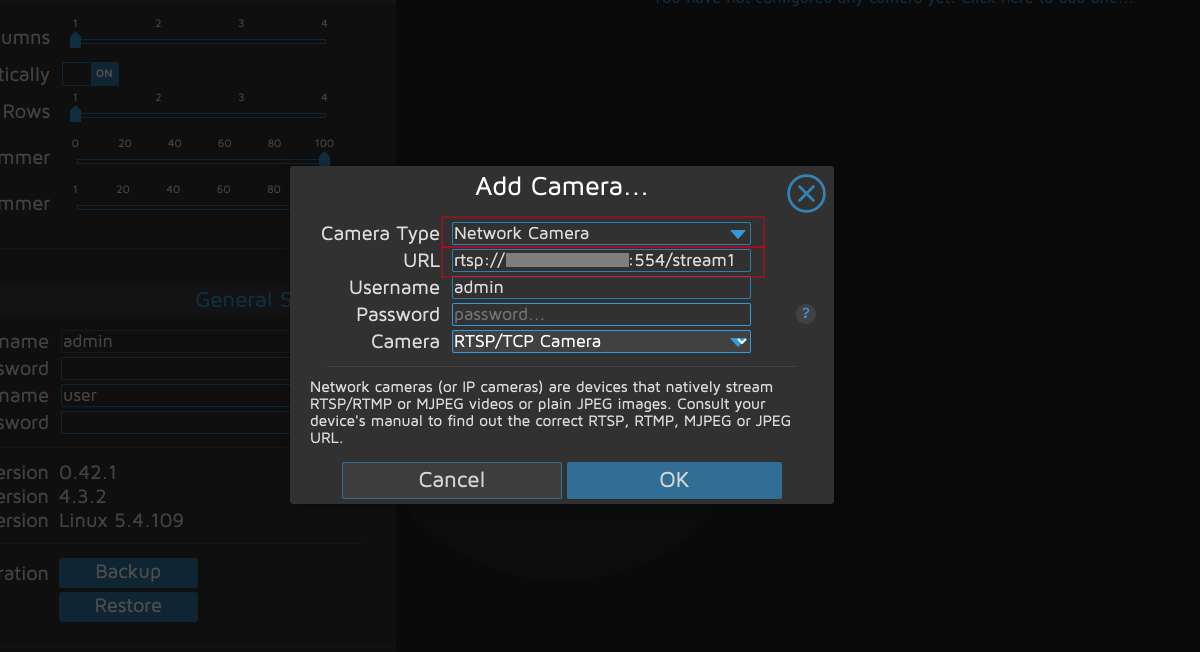 You have not configured any camera yet. Click here to add one...
1 2 3 4
umns
tically ON
1 2 3 4
Rows
0 20 40 60 80 100
mmer
1 20 40 60 80
mmer
Add Camera...
Camera Type Network Camera
URL rtsp:// :554/stream1
Username admin
Password password... ?
Camera RTSP/TCP Camera
Network cameras (or IP cameras) are devices that natively stream
RTSP/RTMP or MJPEG videos or plain JPEG images. Consult your
device's manual to find out the correct RTSP, RTMP, MJPEG or JPEG
URL.
Cancel OK
General S
name admin
sword
name user
sword
ersion 0.42.1
ersion 4.3.2
ersion Linux 5.4.109
ration Backup
Restore